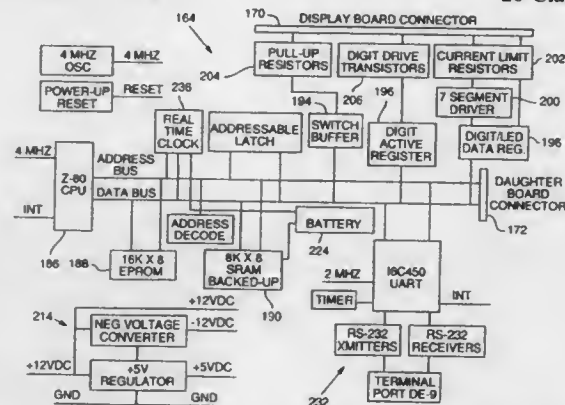 170
DISPLAY BOARD CONNECTOR
164
4 MHZ OSC
4 MHZ
POWER-UP RESET
RESET
204
PULL-UP RESISTORS
DIGIT DRIVE TRANSISTORS
206
CURRENT LIMIT RESISTORS
202
236
REAL TIME CLOCK
ADDRESSABLE LATCH
194
SWITCH BUFFER
196
DIGIT ACTIVE REGISTER
7 SEGMENT DRIVER
200
DIGIT/LED DATA REG.
196
4 MHZ
Z-80 CPU
ADDRESS BUS
DATA BUS
INT
186
DAUGHTER BOARD CONNECTOR
172
188
16K X 8 EPROM
ADDRESS DECODE
8K X 8 SRAM BACKED-UP
190
BATTERY
224
2 MHZ
TIMER
16C450 UART
INT
214
+12VDC
NEG VOLTAGE CONVERTER
-12VDC
+12VDC
+5V REGULATOR
+5VDC
GND
GND
RS-232 XMITTERS
RS-232 RECEIVERS
TERMINAL PORT DE-9
232